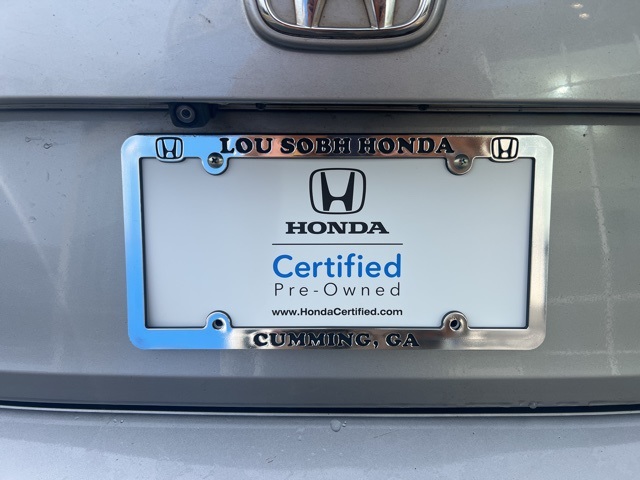 LOU SOBH HONDA
HONDA
Certified
Pre-Owned
www.HondaCertified.com
CUMMING, GA